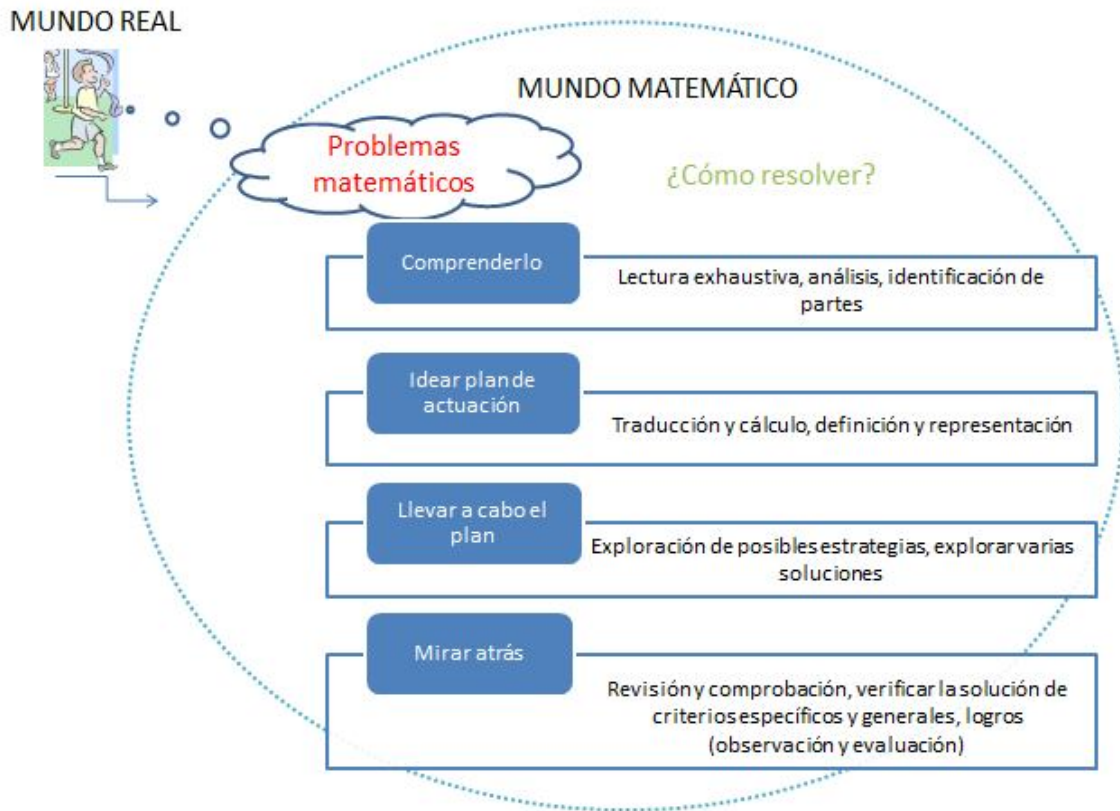 MUNDO REAL
MUNDO MATEMÁTICO
Problemas
matemáticos
¿Cómo resolver?
Comprenderlo
Lectura exhaustiva, análisis, identificación de
partes
Idear plan de
actuación
Traducción y cálculo, definición y representación
Llevar a cabo el
plan
Exploración de posibles estrategias, explorar varias
soluciones
Mirar atrás
Revisión y comprobación, verificar la solución de
criterios específicos y generales, logros
(observación y evaluación)